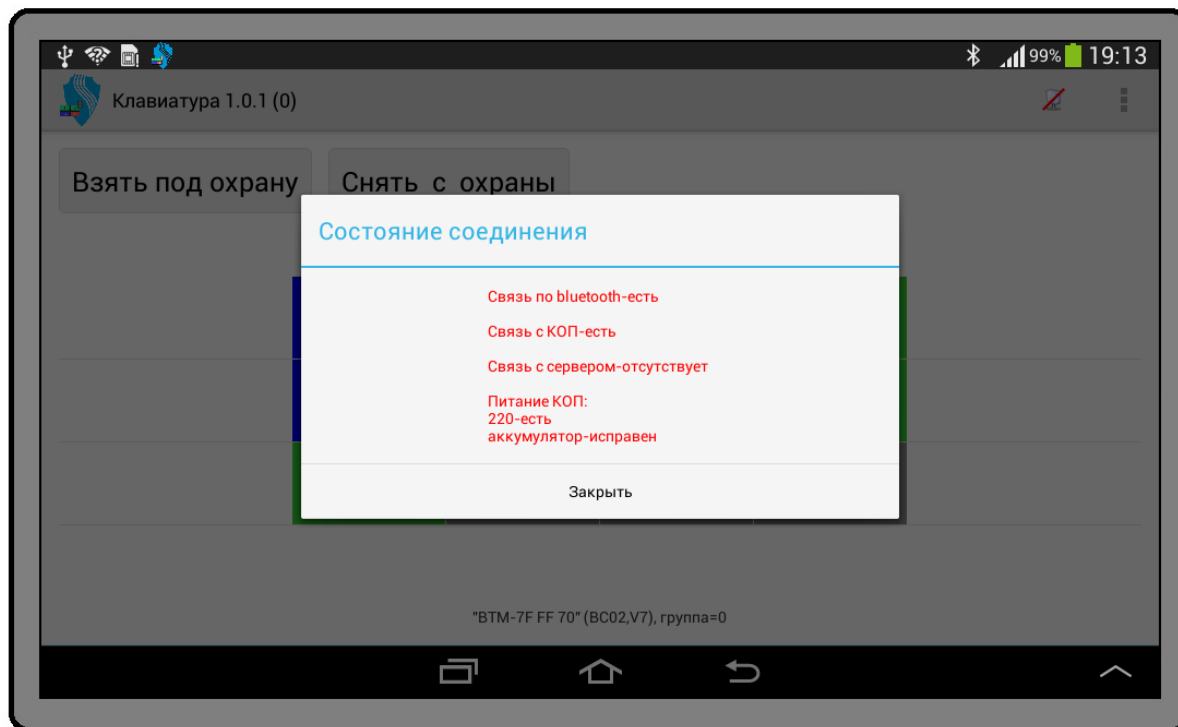 99%
19:13
Клавиатура 1.0.1 (0)
Взять под охрану
Снять с охраны
Состояние соединения
Связь по bluetooth-есть
Связь с КОП-есть
Связь с сервером-отсутствует
Питание КОП:
220-есть
аккумулятор-исправен
Закрыть
"BTM-7F FF 70" (BC02,V7), группа=0